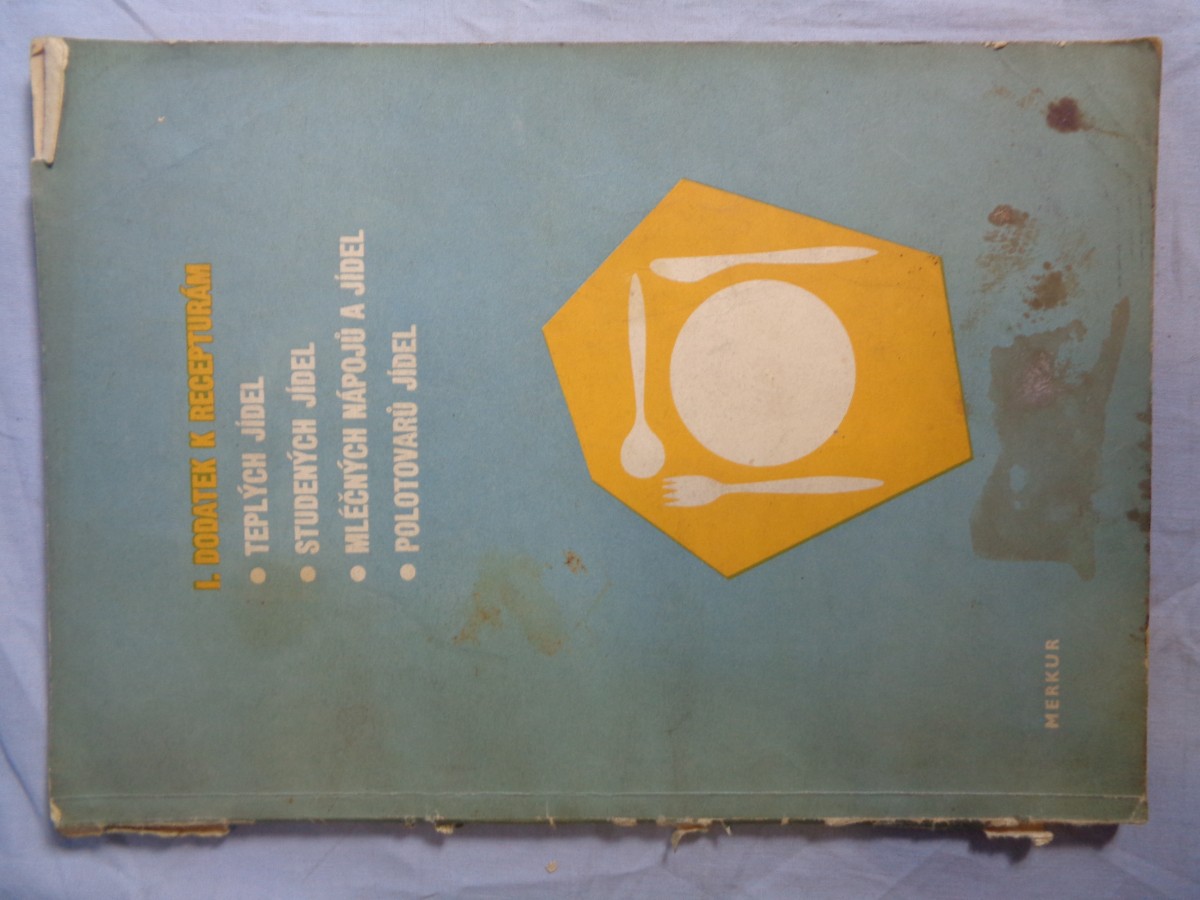 I. DODATEK K RECEPTURÁM
● TEPLÝCH JÍDEL
● STUDENÝCH JÍDEL
● MLÉČNÝCH NÁPOJŮ A JÍDEL
● POLOTOVARŮ JÍDEL
MERKUR